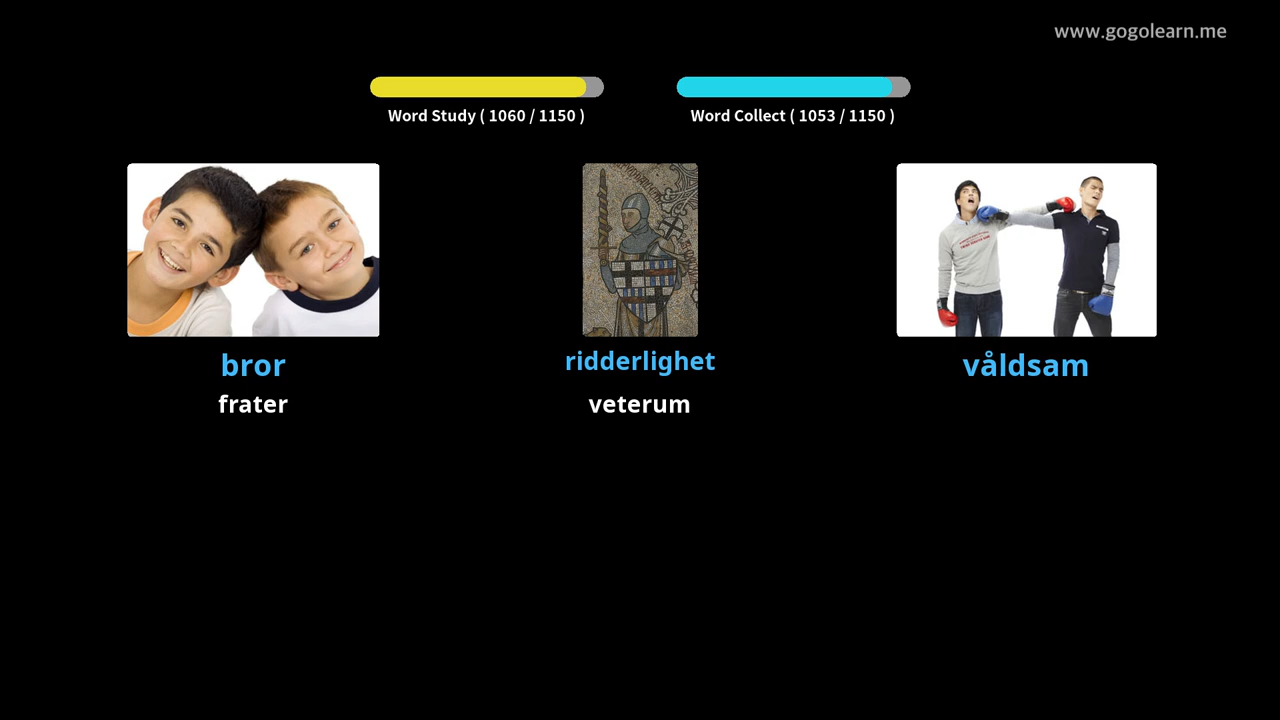 www.gogolearn.me
Word Study ( 1060 / 1150 )
Word Collect ( 1053 / 1150 )
bror
ridderlighet
våldsam
frater
veterum